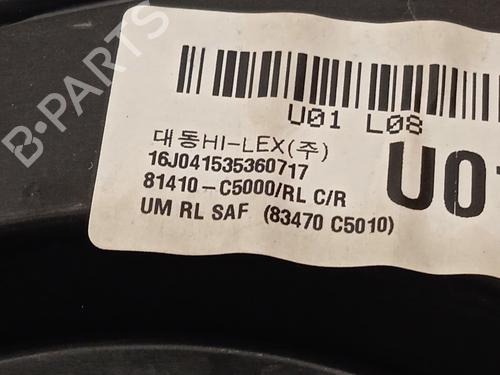 B-PARTS
U01 L08
대동HI-LEX(주)
16J041535360717
81410-C5000/RL C/R
UM RL SAF (83470 C5010)
U01